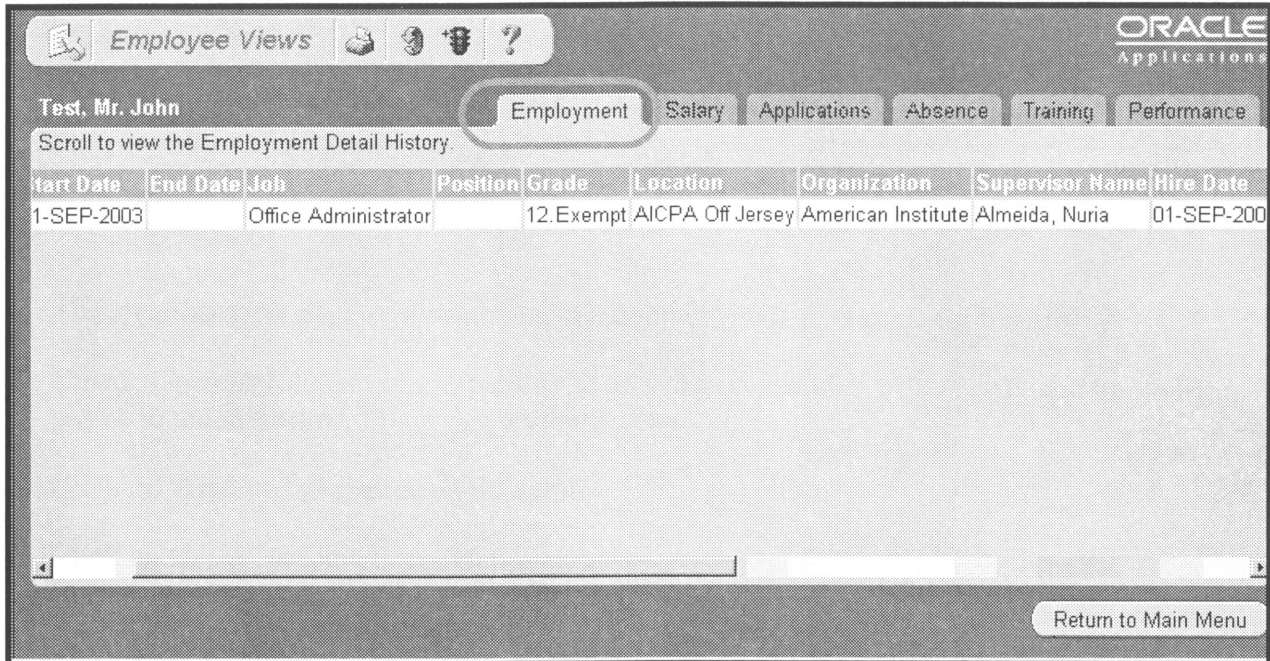 Employee Views
ORACLE
Applications
Test, Mr. John
Employment Salary Applications Absence Training Performance
Scroll to view the Employment Detail History.
tart Date End Date Job Position Grade Location Organization Supervisor Name Hire Date
1-SEP-2003 Office Administrator 12.Exempt AICPA Off Jersey American Institute Almeida, Nuria 01-SEP-200
Return to Main Menu